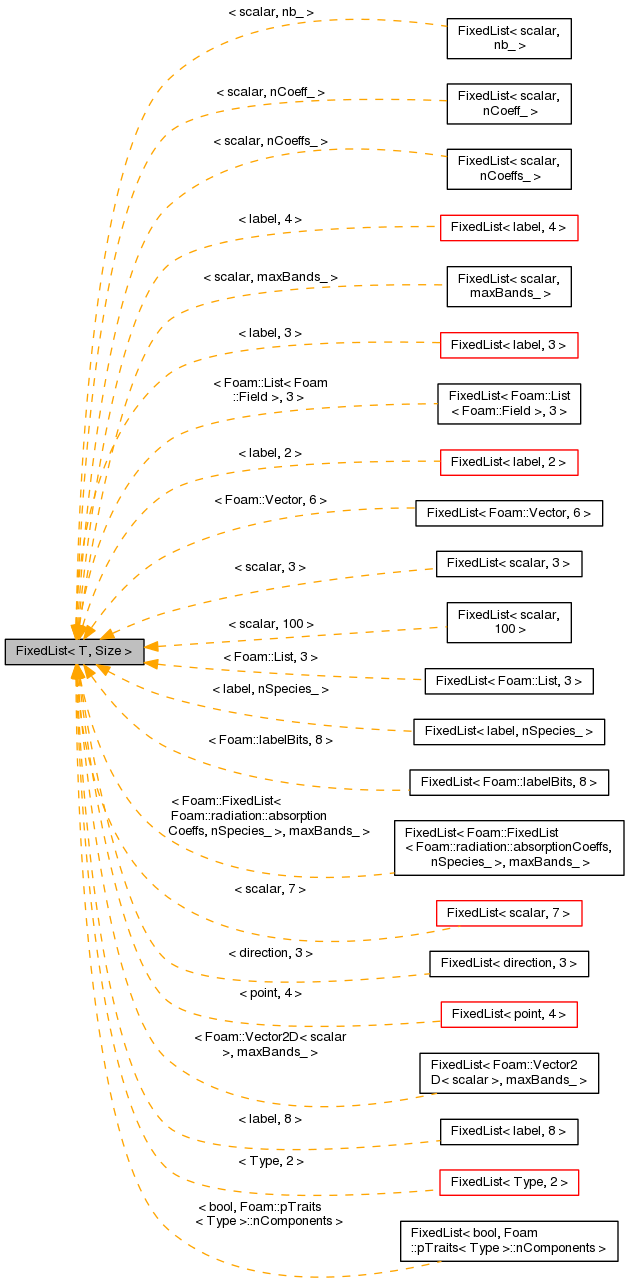 < scalar, nb_ >
FixedList< scalar,
nb_ >
< scalar, nCoeff_ >
FixedList< scalar,
nCoeff_ >
< scalar, nCoeffs_ >
FixedList< scalar,
nCoeffs_ >
< label, 4 >
FixedList< label, 4 >
< scalar, maxBands_ >
FixedList< scalar,
maxBands_ >
< label, 3 >
FixedList< label, 3 >
< Foam::List< Foam
::Field >, 3 >
FixedList< Foam::List
< Foam::Field >, 3 >
< label, 2 >
FixedList< label, 2 >
< Foam::Vector, 6 >
FixedList< Foam::Vector, 6 >
< scalar, 3 >
FixedList< scalar, 3 >
< scalar, 100 >
FixedList< scalar,
100 >
FixedList< T, Size >
< Foam::List, 3 >
FixedList< Foam::List, 3 >
< label, nSpecies_ >
FixedList< label, nSpecies_ >
< Foam::labelBits, 8 >
FixedList< Foam::labelBits, 8 >
< Foam::FixedList<
Foam::radiation::absorption
Coeffs, nSpecies_ >, maxBands_ >
FixedList< Foam::FixedList
< Foam::radiation::absorptionCoeffs,
nSpecies_ >, maxBands_ >
< scalar, 7 >
FixedList< scalar, 7 >
< direction, 3 >
FixedList< direction, 3 >
< point, 4 >
FixedList< point, 4 >
< Foam::Vector2D< scalar
>, maxBands_ >
FixedList< Foam::Vector2
D< scalar >, maxBands_ >
< label, 8 >
FixedList< label, 8 >
< Type, 2 >
FixedList< Type, 2 >
< bool, Foam::pTraits
< Type >::nComponents >
FixedList< bool, Foam
::pTraits< Type >::nComponents >